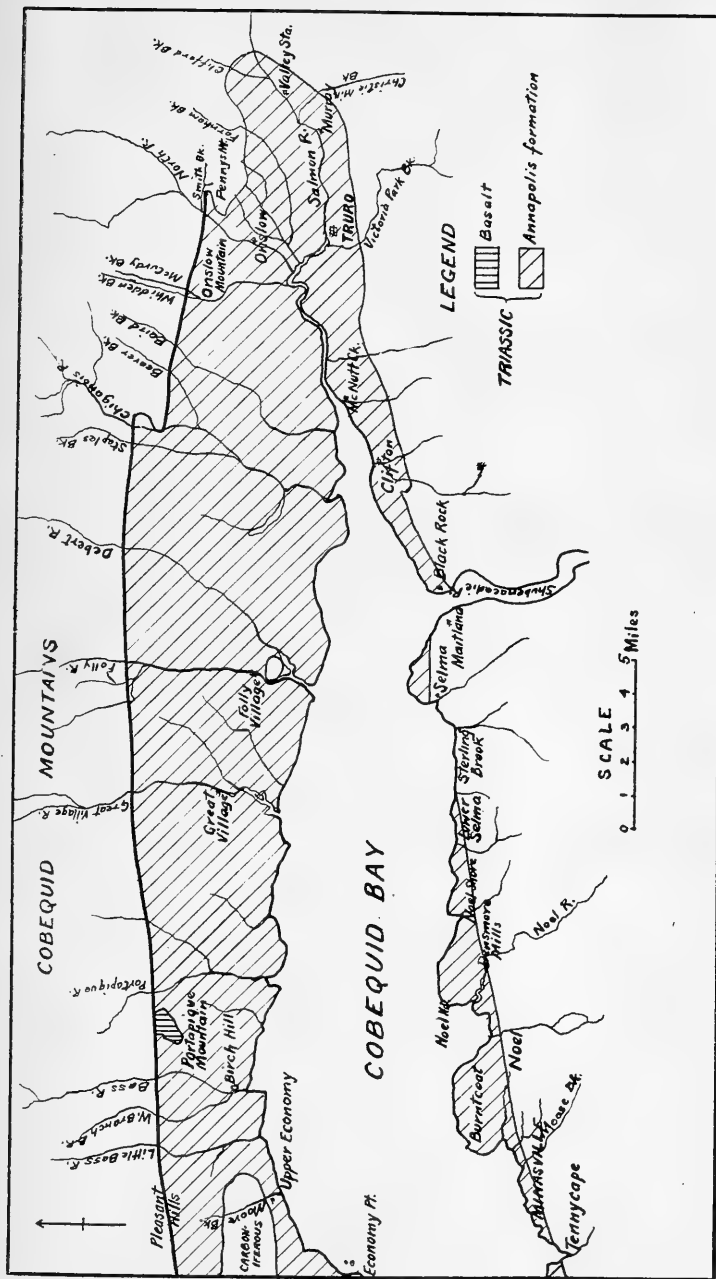 COBEQUID
MOUNTAINS
Pleasant
Hills
Little Bass R.
W. Branch B.R.
Bass R.
Portapique R.
Great Village R.
Folly R.
Debert R.
Staples Bk.
Chiganois R.
Beaver Bk.
Baird Bk.
Whidden Bk.
McCurdy Bk.
North R.
Smith Bk.
Farnham Bk.
Clifford Bk.
Portapique
Mountain
Birch Hill
Great
Village
Folly
Village
Onslow
Mountain
Onslow
Valley Sta.
Salmon R.
Murray
Christie Mill
Bk
TRURO
Victoria Park Bk.
McNutt Bk.
Clifton
Black Rock
Shubenacadie R.
CARBON-
IFEROUS
Moore
Bk.
Upper Economy
Economy Pt.
COBEQUID BAY
Selma
Maitland
Sterling
Brook
Lower
Selma
Noel Shore
Densmore
Mills
Noel R.
Noel Hd.
Noel
Burntcoat
Moose Bk.
MINASVILLE
Tennycape
LEGEND
TRIASSIC
Basalt
Annapolis formation
SCALE
0 1 2 3 4 5 Miles